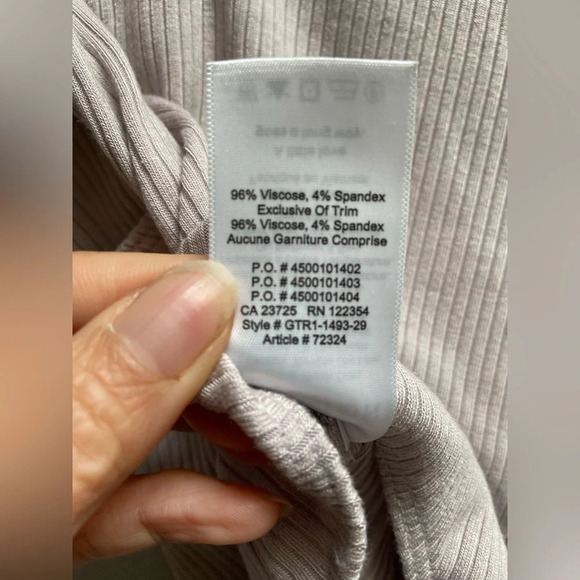 96% Viscose, 4% Spandex
Exclusive Of Trim
96% Viscose, 4% Spandex
Aucune Garniture Comprise
P.O. # 4500101402
P.O. # 4500101403
P.O. # 4500101404
CA 23725 RN 122354
Style # GTR1-1493-29
Article # 72324